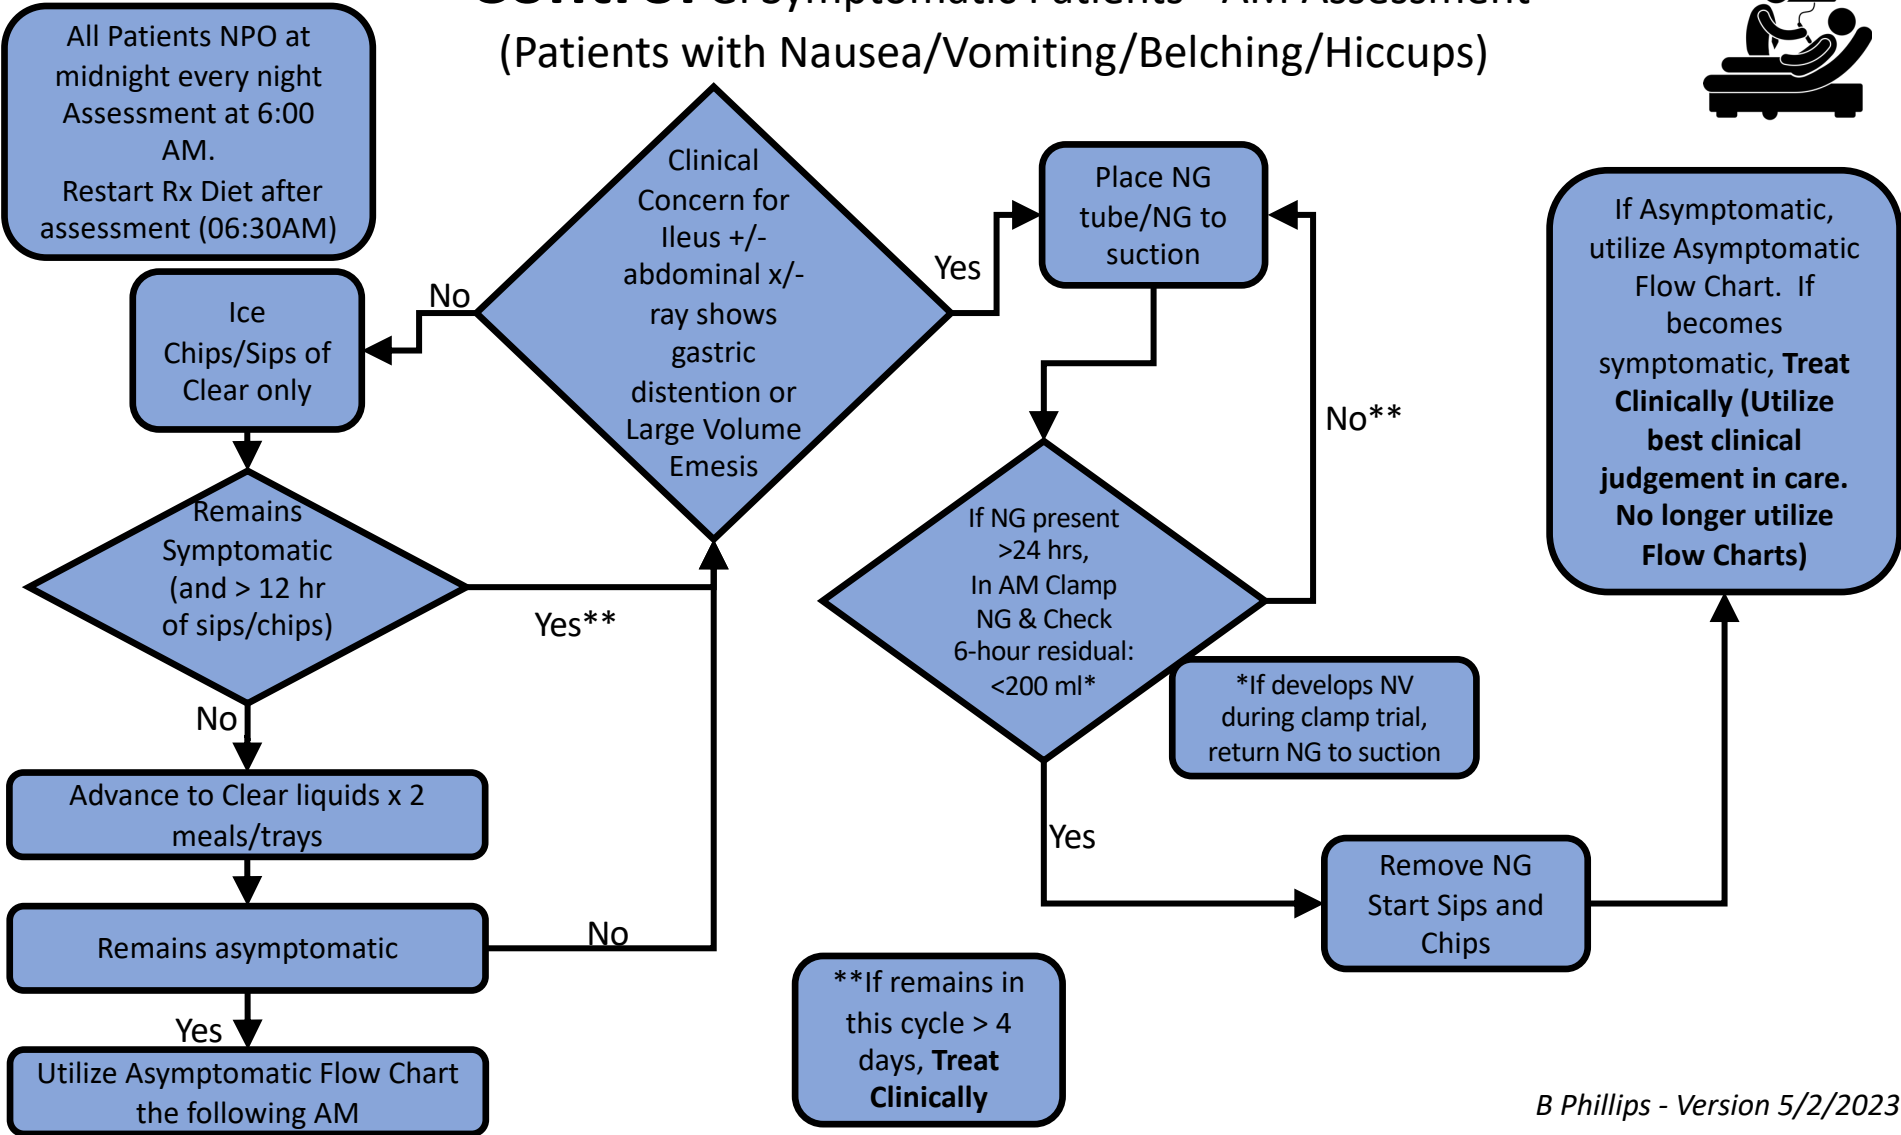 Symptomatic Patients - AM Assessment
(Patients with Nausea/Vomiting/Belching/Hiccups)
All Patients NPO at
midnight every night
Assessment at 6:00
AM.
Restart Rx Diet after
assessment (06:30AM)
Clinical
Concern for
Ileus +/-
abdominal x/-
ray shows
gastric
distention or
Large Volume
Emesis
No
Yes
Ice
Chips/Sips of
Clear only
Remains
Symptomatic
(and > 12 hr
of sips/chips)
Yes**
No
Advance to Clear liquids x 2
meals/trays
Remains asymptomatic
No
Yes
Utilize Asymptomatic Flow Chart
the following AM
Place NG
tube/NG to
suction
No**
If NG present
>24 hrs,
In AM Clamp
NG & Check
6-hour residual:
<200 ml*
*If develops NV
during clamp trial,
return NG to suction
Yes
Remove NG
Start Sips and
Chips
If Asymptomatic,
utilize Asymptomatic
Flow Chart. If
becomes
symptomatic, Treat
Clinically (Utilize
best clinical
judgement in care.
No longer utilize
Flow Charts)
**If remains in
this cycle > 4
days, Treat
Clinically
B Phillips - Version 5/2/2023